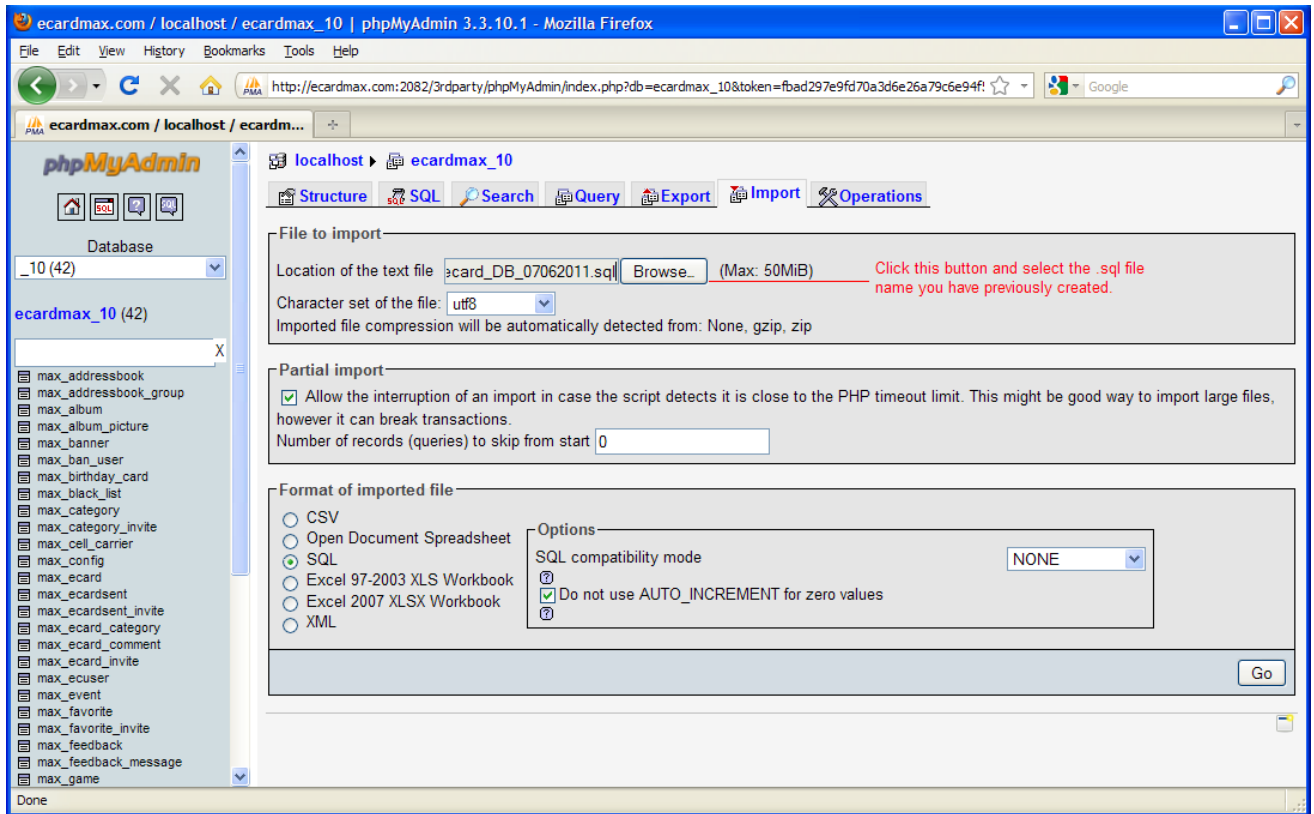 ecardmax.com / localhost / ecardmax_10 | phpMyAdmin 3.3.10.1 - Mozilla Firefox
File Edit View History Bookmarks Tools Help
PMA http://ecardmax.com:2082/3rdparty/phpMyAdmin/index.php?db=ecardmax_10&token=fbad297e9fd70a3d6e26a79c6e94f! Google
PMA ecardmax.com / localhost / ecardm...
phpMyAdmin
SQL SQL
Database
_10 (42)
ecardmax_10 (42)
X
max_addressbook
max_addressbook_group
max_album
max_album_picture
max_banner
max_ban_user
max_birthday_card
max_black_list
max_category
max_category_invite
max_cell_carrier
max_config
max_ecard
max_ecardsent
max_ecardsent_invite
max_ecard_category
max_ecard_comment
max_ecard_invite
max_ecuser
max_event
max_favorite
max_favorite_invite
max_feedback
max_feedback_message
max_game
localhost ecardmax_10
Structure SQL Search Query Export Import Operations
File to import
Location of the text file ecard_DB_07062011.sql Browse... (Max: 50MiB)
Click this button and select the .sql file
name you have previously created.
Character set of the file: utf8
Imported file compression will be automatically detected from: None, gzip, zip
Partial import
Allow the interruption of an import in case the script detects it is close to the PHP timeout limit. This might be good way to import large files,
however it can break transactions.
Number of records (queries) to skip from start 0
Format of imported file
CSV
Open Document Spreadsheet
SQL
Excel 97-2003 XLS Workbook
Excel 2007 XLSX Workbook
XML
Options
SQL compatibility mode NONE
Do not use AUTO_INCREMENT for zero values
Go
Done